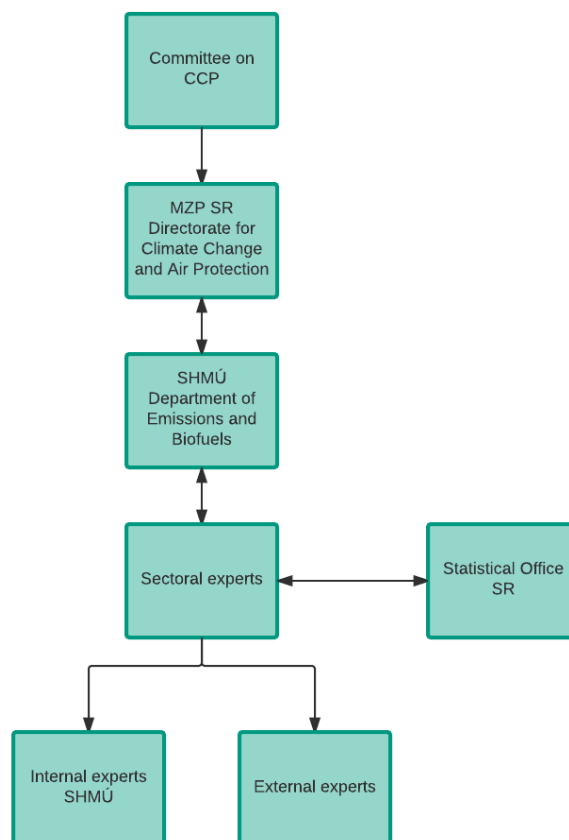 Committee on
CCP
MZP SR
Directorate for
Climate Change
and Air Protection
SHMÚ
Department of
Emissions and
Biofuels
Sectoral experts
Statistical Office
SR
Internal experts
SHMÚ
External experts